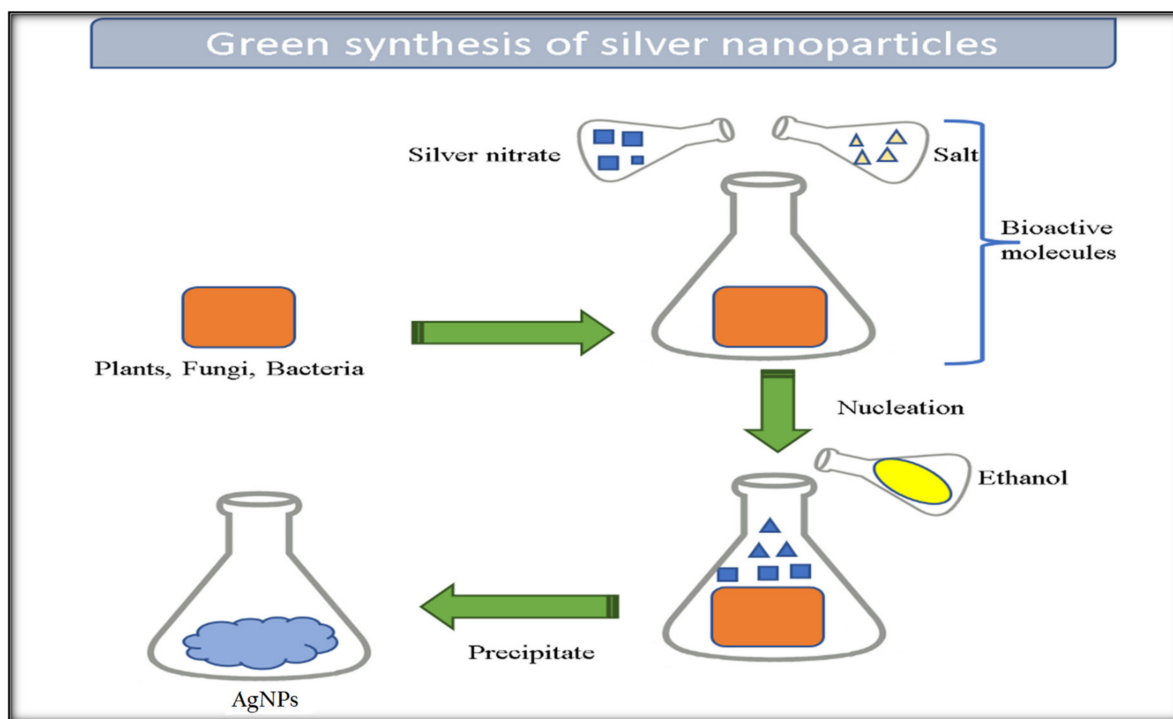 Green synthesis of silver nanoparticles
Silver nitrate
Salt
Bioactive
molecules
Plants, Fungi, Bacteria
Nucleation
Ethanol
Precipitate
AgNPs